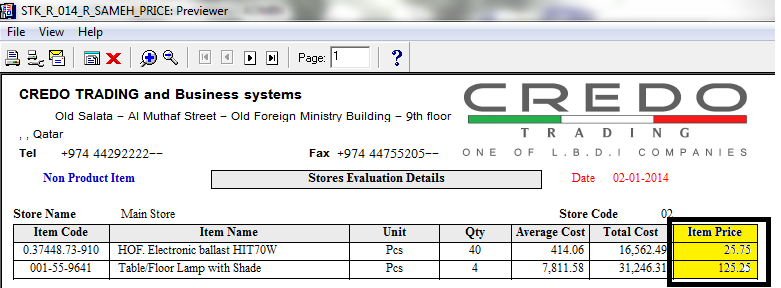 STK_R_014_R_SAMEH_PRICE: Previewer
File View Help
Page: 1 ?
CREDO TRADING and Business systems
Old Salata – Al Muthaf Street – Old Foreign Ministry Building – 9th floor
, , Qatar
Tel +974 44292222-- Fax +974 44755205--
CREDO
TRADING
ONE OF L.B.D.I COMPANIES
Non Product Item Stores Evaluation Details Date 02-01-2014
Store Name Main Store Store Code 02
Item Code Item Name Unit Qty Average Cost Total Cost Item Price
0.37448.73-910 HOF. Electronic ballast HIT70W Pcs 40 414.06 16,562.49 25.75
001-55-9641 Table/Floor Lamp with Shade Pcs 4 7,811.58 31,246.31 125.25